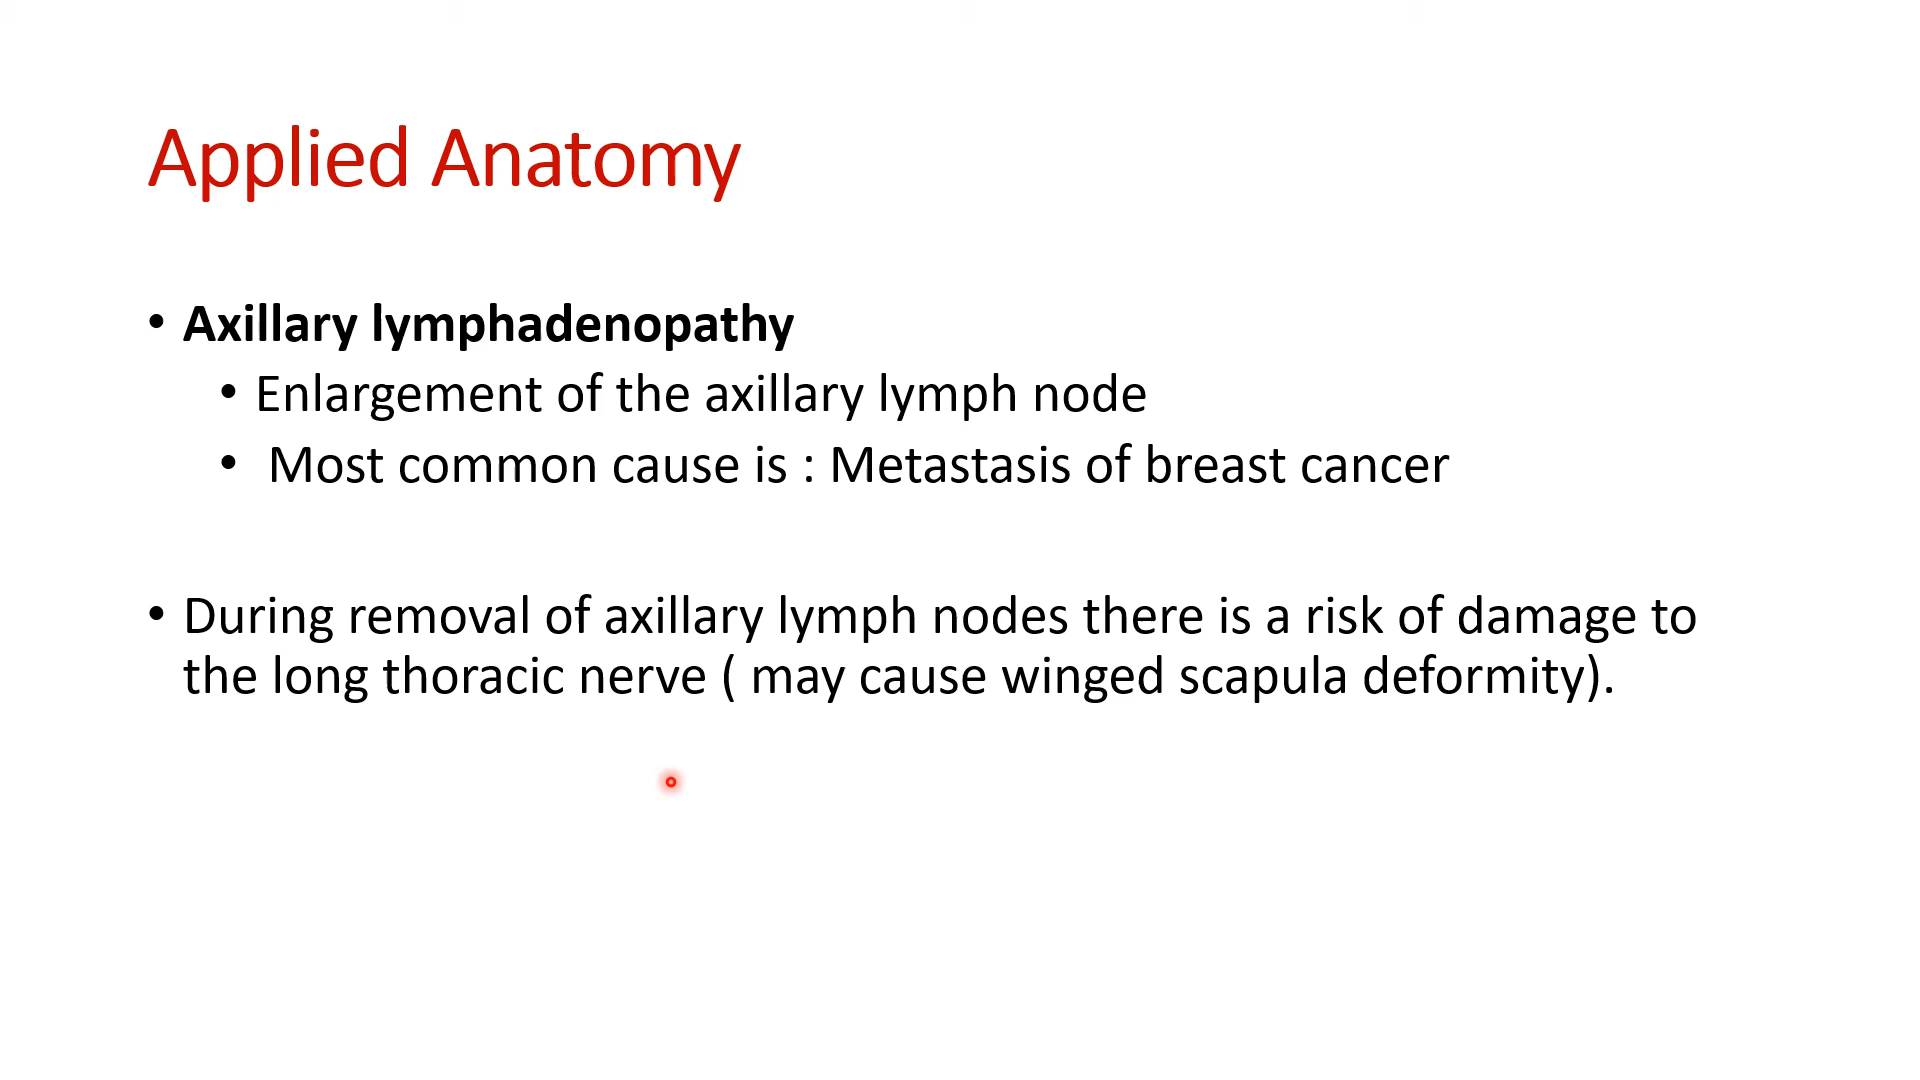 Applied Anatomy
• Axillary lymphadenopathy
• Enlargement of the axillary lymph node
• Most common cause is : Metastasis of breast cancer
• During removal of axillary lymph nodes there is a risk of damage to
the long thoracic nerve ( may cause winged scapula deformity).